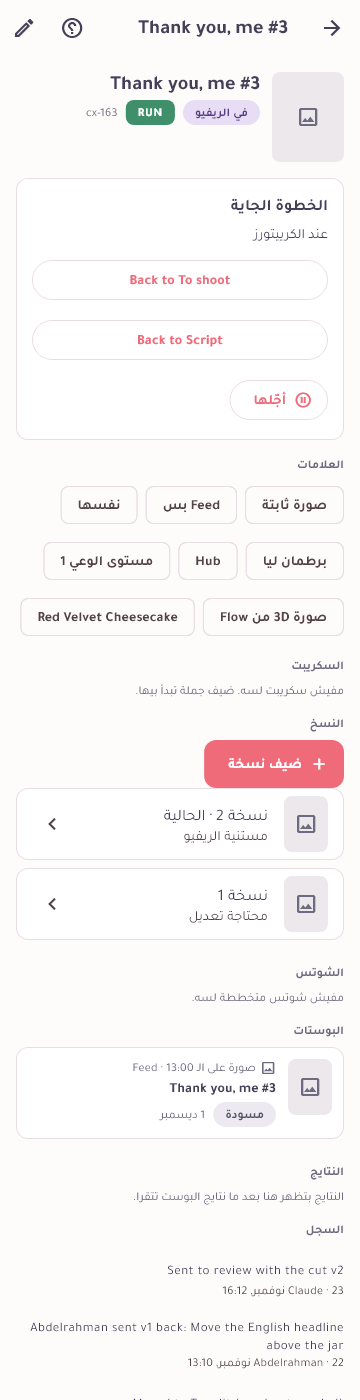 Thank you, me #3
Thank you, me #3
في الريفيو
RUN
cx-163
الخطوة الجاية
عند الكرييتورز
Back to To shoot
Back to Script
أجّلها
العلامات
صورة ثابتة
Feed بس
نفسها
برطمان ليا
Hub
مستوى الوعي 1
صورة 3D من Flow
Red Velvet Cheesecake
السكريبت
مفيش سكريبت لسه. ضيف جملة تبدأ بيها.
النسخ
ضيف نسخة
نسخة 2 · الحالية
مستنية الريفيو
نسخة 1
محتاجة تعديل
الشوتس
مفيش شوتس متخططة لسه.
البوستات
صورة على الـ Feed · 13:00
Thank you, me #3
مسودة
1 ديسمبر
النتايج
النتايج بتظهر هنا بعد ما نتايج البوست تتقرا.
السجل
Sent to review with the cut v2
Claude · 23 نوفمبر, 16:12
Abdelrahman sent v1 back: Move the English headline
above the jar
Abdelrahman · 22 نوفمبر, 13:10